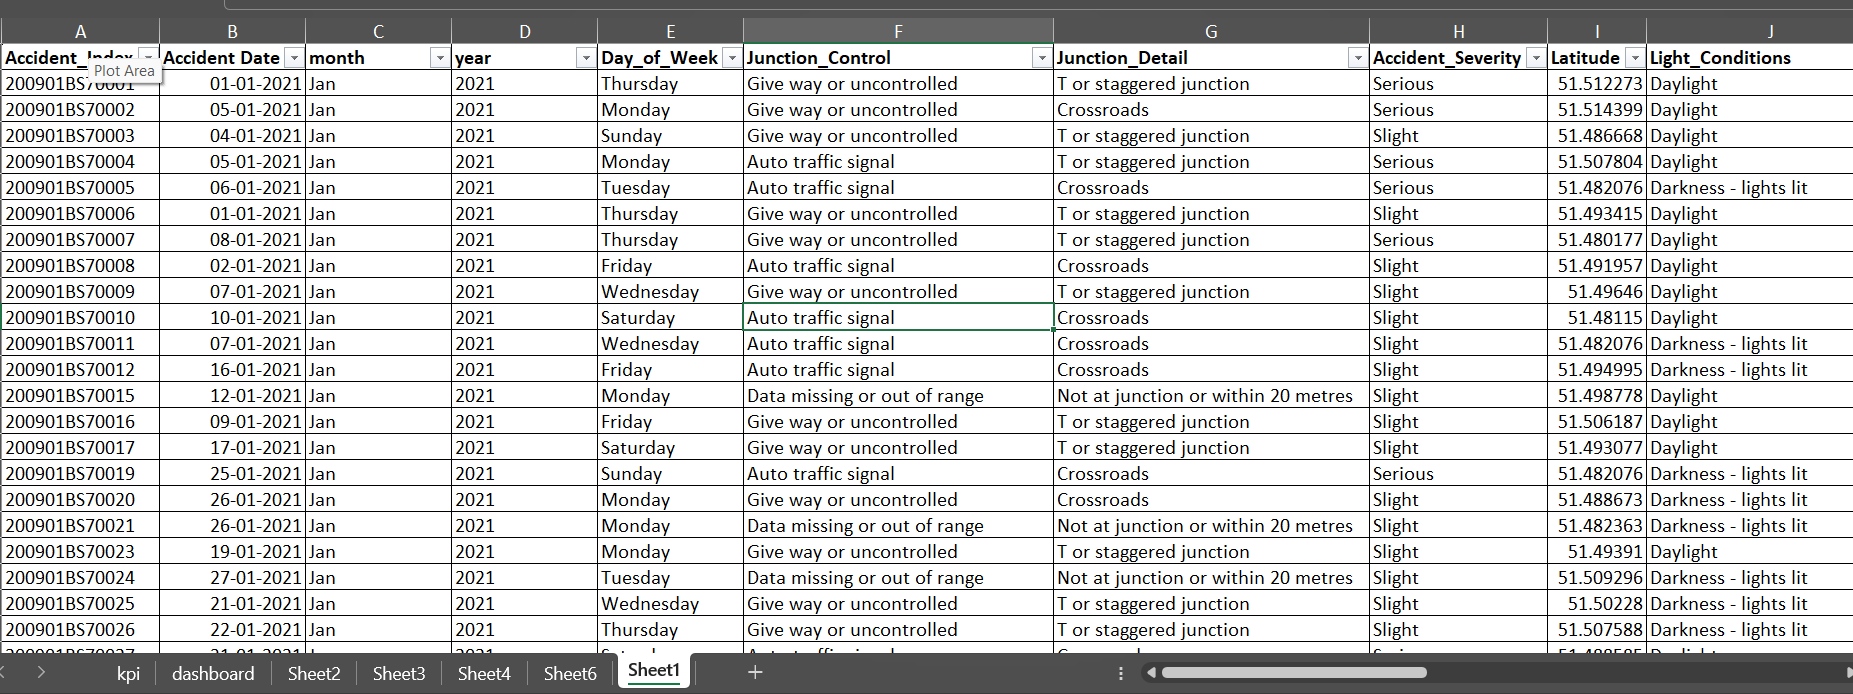 A B C D E F G H I J
Accident_Index Accident Date month year Day_of_Week Junction_Control Junction_Detail Accident_Severity Latitude Light_Conditions
Plot Area
200901BS70001 01-01-2021 Jan 2021 Thursday Give way or uncontrolled T or staggered junction Serious 51.512273 Daylight
200901BS70002 05-01-2021 Jan 2021 Monday Give way or uncontrolled Crossroads Serious 51.514399 Daylight
200901BS70003 04-01-2021 Jan 2021 Sunday Give way or uncontrolled T or staggered junction Slight 51.486668 Daylight
200901BS70004 05-01-2021 Jan 2021 Monday Auto traffic signal T or staggered junction Serious 51.507804 Daylight
200901BS70005 06-01-2021 Jan 2021 Tuesday Auto traffic signal Crossroads Serious 51.482076 Darkness - lights lit
200901BS70006 01-01-2021 Jan 2021 Thursday Give way or uncontrolled T or staggered junction Slight 51.493415 Daylight
200901BS70007 08-01-2021 Jan 2021 Thursday Give way or uncontrolled T or staggered junction Serious 51.480177 Daylight
200901BS70008 02-01-2021 Jan 2021 Friday Auto traffic signal Crossroads Slight 51.491957 Daylight
200901BS70009 07-01-2021 Jan 2021 Wednesday Give way or uncontrolled T or staggered junction Slight 51.49646 Daylight
200901BS70010 10-01-2021 Jan 2021 Saturday Auto traffic signal Crossroads Slight 51.48115 Daylight
200901BS70011 07-01-2021 Jan 2021 Wednesday Auto traffic signal Crossroads Slight 51.482076 Darkness - lights lit
200901BS70012 16-01-2021 Jan 2021 Friday Auto traffic signal Crossroads Slight 51.494995 Darkness - lights lit
200901BS70015 12-01-2021 Jan 2021 Monday Data missing or out of range Not at junction or within 20 metres Slight 51.498778 Daylight
200901BS70016 09-01-2021 Jan 2021 Friday Give way or uncontrolled T or staggered junction Slight 51.506187 Daylight
200901BS70017 17-01-2021 Jan 2021 Saturday Give way or uncontrolled T or staggered junction Slight 51.493077 Daylight
200901BS70019 25-01-2021 Jan 2021 Sunday Auto traffic signal Crossroads Serious 51.482076 Darkness - lights lit
200901BS70020 26-01-2021 Jan 2021 Monday Give way or uncontrolled Crossroads Slight 51.488673 Darkness - lights lit
200901BS70021 26-01-2021 Jan 2021 Monday Data missing or out of range Not at junction or within 20 metres Slight 51.482363 Darkness - lights lit
200901BS70023 19-01-2021 Jan 2021 Monday Give way or uncontrolled T or staggered junction Slight 51.49391 Daylight
200901BS70024 27-01-2021 Jan 2021 Tuesday Data missing or out of range Not at junction or within 20 metres Slight 51.509296 Darkness - lights lit
200901BS70025 21-01-2021 Jan 2021 Wednesday Give way or uncontrolled T or staggered junction Slight 51.50228 Darkness - lights lit
200901BS70026 22-01-2021 Jan 2021 Thursday Give way or uncontrolled T or staggered junction Slight 51.507588 Darkness - lights lit
kpi dashboard Sheet2 Sheet3 Sheet4 Sheet6 Sheet1